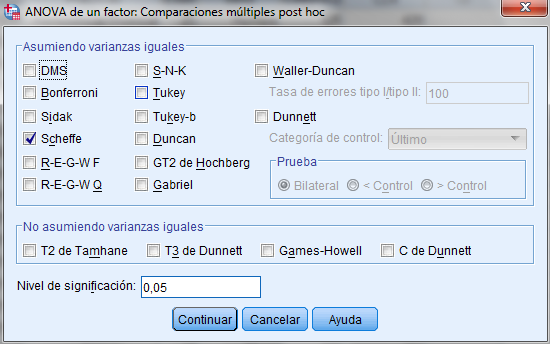 ANOVA de un factor: Comparaciones múltiples post hoc
Asumiendo varianzas iguales
DMS
S-N-K
Waller-Duncan
Bonferroni
Tukey
Tasa de errores tipo I/tipo II: 100
Sidak
Tukey-b
Dunnett
Scheffe
Duncan
Categoría de control: Último
R-E-G-W F
GT2 de Hochberg
Prueba
R-E-G-W Q
Gabriel
Bilateral < Control > Control
No asumiendo varianzas iguales
T2 de Tamhane T3 de Dunnett Games-Howell C de Dunnett
Nivel de significación: 0,05
Continuar Cancelar Ayuda